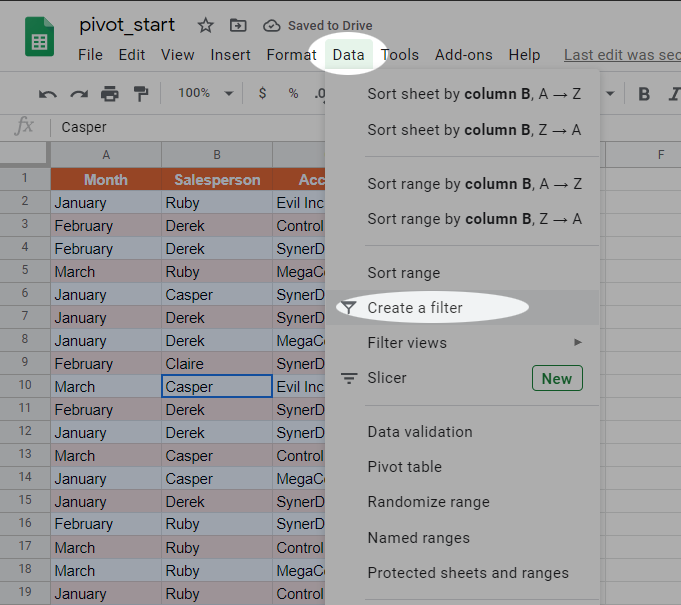 pivot_start Saved to Drive
File Edit View Insert Format Data Tools Add-ons Help Last edit was sec
100% $ % .0 B I
fx Casper
A B F
1 Month Salesperson Acc
2 January Ruby Evil Inc
3 February Derek Control
4 February Derek SynerD
5 March Ruby MegaCo
6 January Casper SynerD
7 January Derek SynerD
8 January Derek MegaCo
9 February Claire SynerD
10 March Casper Evil Inc
11 February Derek SynerD
12 January Derek SynerD
13 March Casper Control
14 January Casper MegaCo
15 January Derek SynerD
16 February Ruby SynerD
17 March Ruby Control
18 March Ruby MegaCo
19 January Ruby Control
Sort sheet by column B, A → Z
Sort sheet by column B, Z → A
Sort range by column B, A → Z
Sort range by column B, Z → A
Sort range
Create a filter
Filter views
Slicer New
Data validation
Pivot table
Randomize range
Named ranges
Protected sheets and ranges